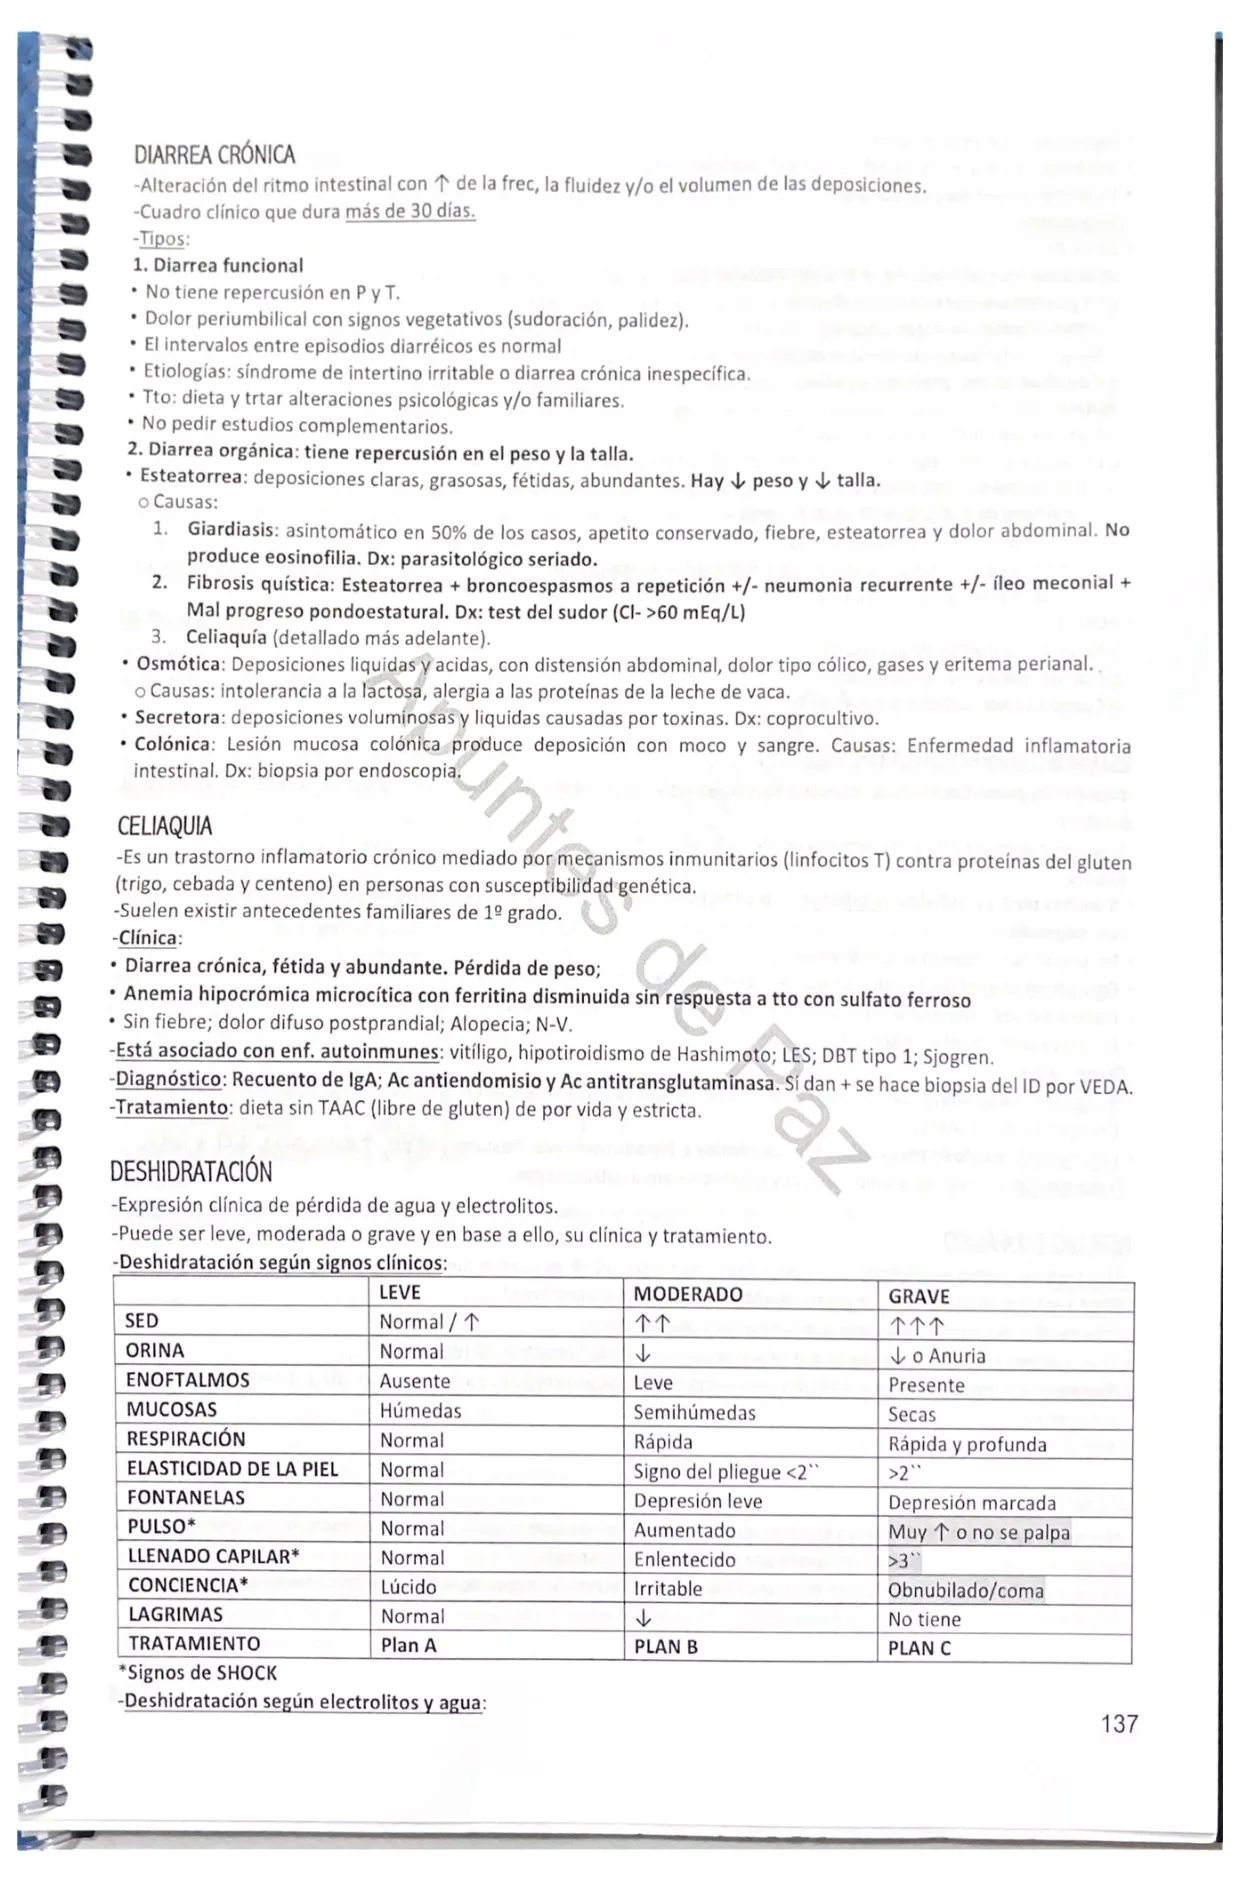 DIARREA CRÓNICA
-Alteración del ritmo intestinal con ↑ de la frec, la fluidez y/o el volumen de las deposiciones.
-Cuadro clínico que dura más de 30 días.
-Tipos:
1. Diarrea funcional
• No tiene repercusión en P y T.
• Dolor periumbilical con signos vegetativos (sudoración, palidez).
• El intervalos entre episodios diarréicos es normal
• Etiologías: síndrome de intertino irritable o diarrea crónica inespecífica.
• Tto: dieta y trtar alteraciones psicológicas y/o familiares.
• No pedir estudios complementarios.
2. Diarrea orgánica: tiene repercusión en el peso y la talla.
• Esteatorrea: deposiciones claras, grasosas, fétidas, abundantes. Hay ↓ peso y ↓ talla.
o Causas:
1. Giardiasis: asintomático en 50% de los casos, apetito conservado, fiebre, esteatorrea y dolor abdominal. No
produce eosinofilia. Dx: parasitológico seriado.
2. Fibrosis quística: Esteatorrea + broncoespasmos a repetición +/- neumonia recurrente +/- íleo meconial +
Mal progreso pondoestatural. Dx: test del sudor (Cl- >60 mEq/L)
3. Celiaquía (detallado más adelante).
• Osmótica: Deposiciones liquidas y acidas, con distensión abdominal, dolor tipo cólico, gases y eritema perianal.
o Causas: intolerancia a la lactosa, alergia a las proteínas de la leche de vaca.
• Secretora: deposiciones voluminosas y liquidas causadas por toxinas. Dx: coprocultivo.
• Colónica: Lesión mucosa colónica produce deposición con moco y sangre. Causas: Enfermedad inflamatoria
intestinal. Dx: biopsia por endoscopia.
CELIAQUIA
-Es un trastorno inflamatorio crónico mediado por mecanismos inmunitarios (linfocitos T) contra proteínas del gluten
(trigo, cebada y centeno) en personas con susceptibilidad genética.
-Suelen existir antecedentes familiares de 1º grado.
-Clínica:
• Diarrea crónica, fétida y abundante. Pérdida de peso;
• Anemia hipocrómica microcítica con ferritina disminuida sin respuesta a tto con sulfato ferroso
• Sin fiebre; dolor difuso postprandial; Alopecia; N-V.
-Está asociado con enf. autoinmunes: vitíligo, hipotiroidismo de Hashimoto; LES; DBT tipo 1; Sjogren.
-Diagnóstico: Recuento de IgA; Ac antiendomisio y Ac antitransglutaminasa. Si dan + se hace biopsia del ID por VEDA.
-Tratamiento: dieta sin TAAC (libre de gluten) de por vida y estricta.
Apuntes de Paz
DESHIDRATACIÓN
-Expresión clínica de pérdida de agua y electrolitos.
-Puede ser leve, moderada o grave y en base a ello, su clínica y tratamiento.
-Deshidratación según signos clínicos:
LEVE MODERADO GRAVE
SED Normal / ↑ ↑↑ ↑↑↑
ORINA Normal ↓ ↓ o Anuria
ENOFTALMOS Ausente Leve Presente
MUCOSAS Húmedas Semihúmedas Secas
RESPIRACIÓN Normal Rápida Rápida y profunda
ELASTICIDAD DE LA PIEL Normal Signo del pliegue <2`` >2``
FONTANELAS Normal Depresión leve Depresión marcada
PULSO* Normal Aumentado Muy ↑ o no se palpa
LLENADO CAPILAR* Normal Enlentecido >3``
CONCIENCIA* Lúcido Irritable Obnubilado/coma
LAGRIMAS Normal ↓ No tiene
TRATAMIENTO Plan A PLAN B PLAN C
*Signos de SHOCK
-Deshidratación según electrolitos y agua:
137